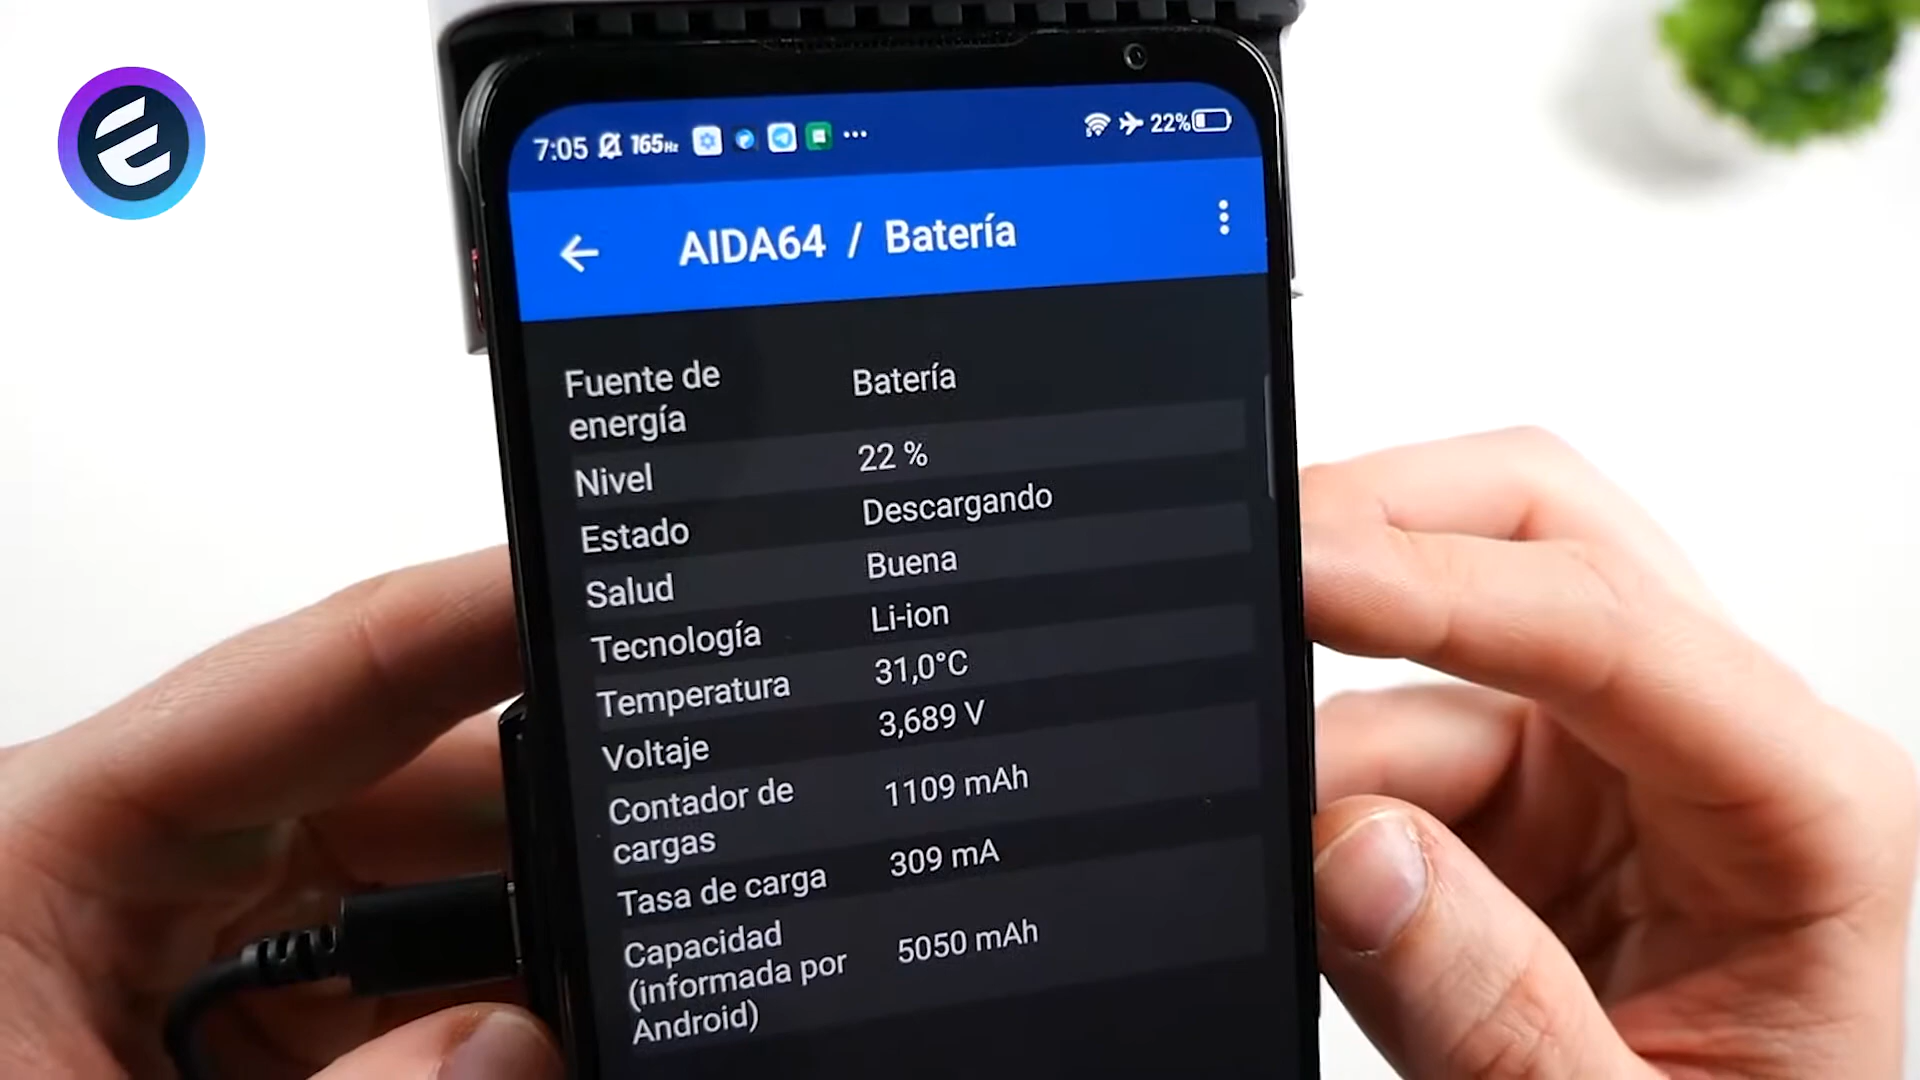 7:05 165Hz ... 22%
AIDA64 / Batería
Fuente de energía Batería
Nivel 22 %
Estado Descargando
Salud Buena
Tecnología Li-ion
Temperatura 31,0°C
Voltaje 3,689 V
Contador de cargas 1109 mAh
Tasa de carga 309 mA
Capacidad (informada por Android) 5050 mAh